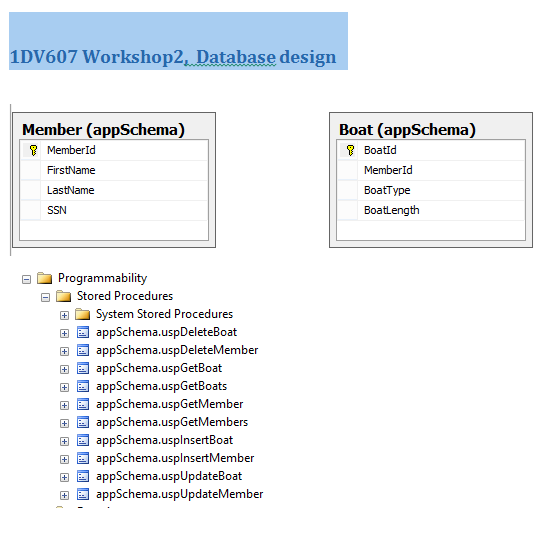 1DV607 Workshop2, Database design
Member (appSchema)
MemberId
FirstName
LastName
SSN
Boat (appSchema)
BoatId
MemberId
BoatType
BoatLength
Programmability
Stored Procedures
System Stored Procedures
appSchema.uspDeleteBoat
appSchema.uspDeleteMember
appSchema.uspGetBoat
appSchema.uspGetBoats
appSchema.uspGetMember
appSchema.uspGetMembers
appSchema.uspInsertBoat
appSchema.uspInsertMember
appSchema.uspUpdateBoat
appSchema.uspUpdateMember